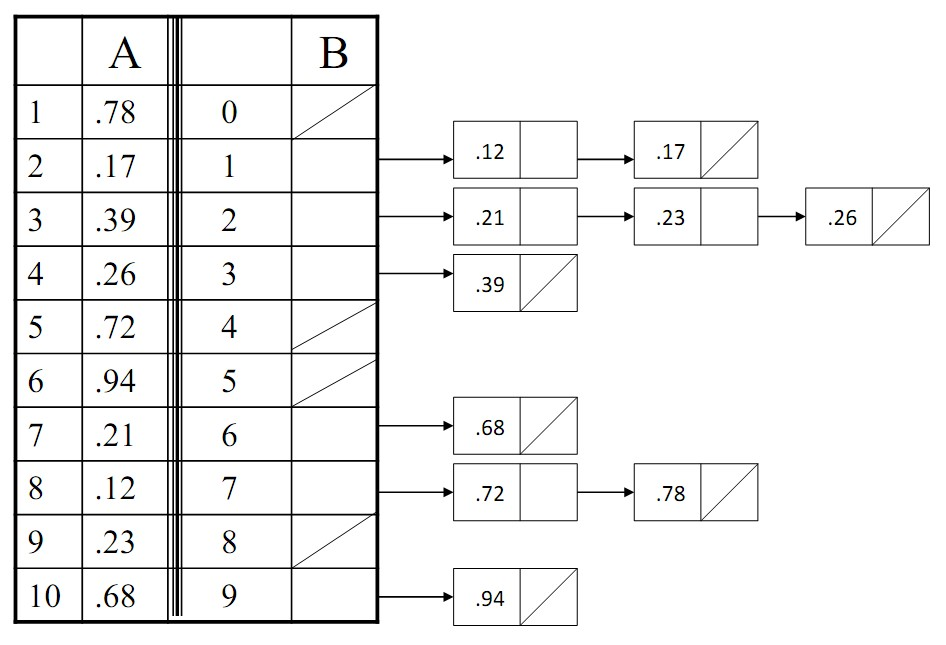 A B
1 .78 0
2 .17 1 .12 .17
3 .39 2 .21 .23 .26
4 .26 3 .39
5 .72 4
6 .94 5
7 .21 6 .68
8 .12 7 .72 .78
9 .23 8
10 .68 9 .94